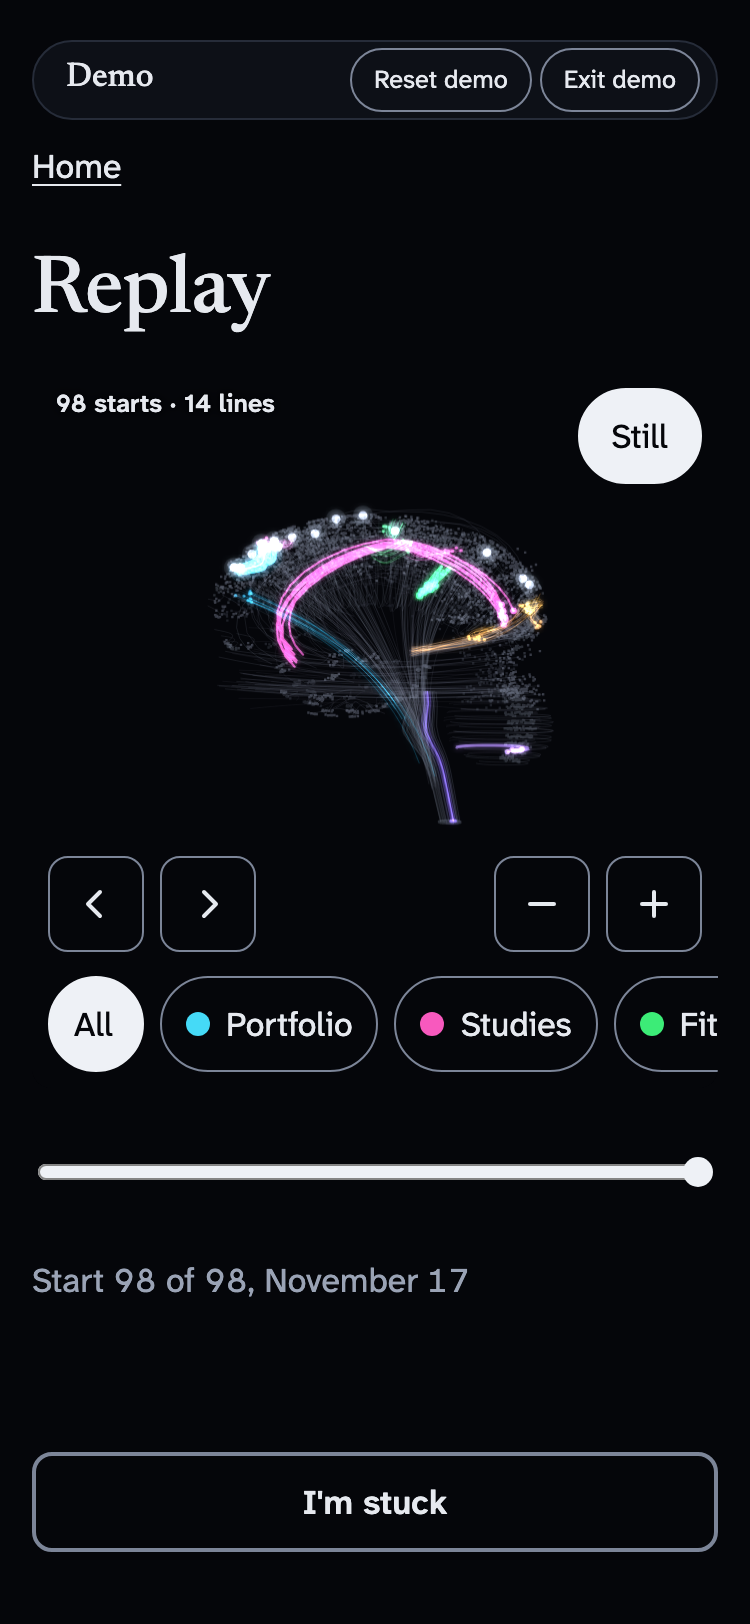 Demo
Reset demo
Exit demo
Home
Replay
98 starts · 14 lines
Still
All
Portfolio
Studies
Fit
Start 98 of 98, November 17
I'm stuck